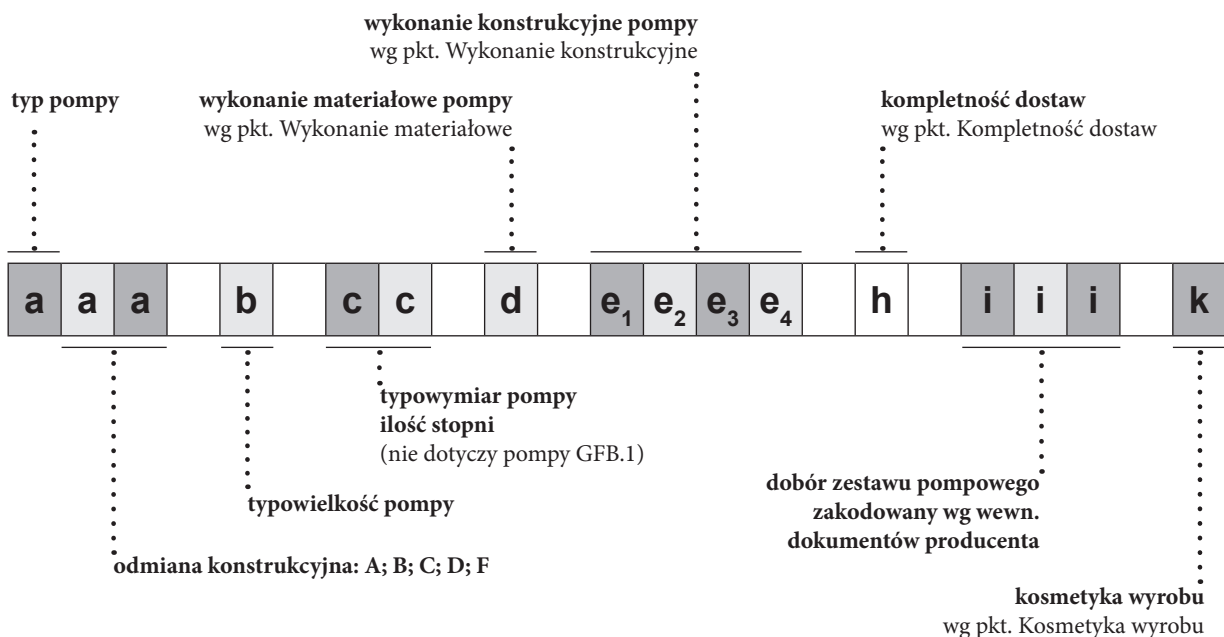 wykonanie konstrukcyjne pompy
wg pkt. Wykonanie konstrukcyjne
typ pompy
wykonanie materiałowe pompy
wg pkt. Wykonanie materiałowe
kompletność dostaw
wg pkt. Kompletność dostaw
a a a b c c d e1 e2 e3 e4 h i i i k
typowymiar pompy
ilość stopni
(nie dotyczy pompy GFB.1)
typowielkość pompy
odmiana konstrukcyjna: A; B; C; D; F
dobór zestawu pompowego
zakodowany wg wewn.
dokumentów producenta
kosmetyka wyrobu
wg pkt. Kosmetyka wyrobu